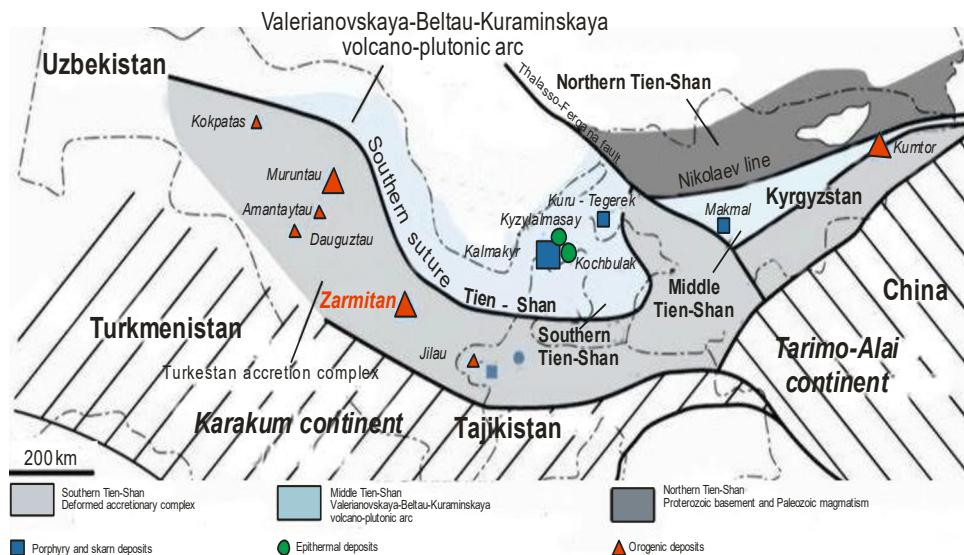 Valerianovskaya-Beltau-Kuraminskaya
volcano-plutonic arc
Uzbekistan
Thalasso-Fergana fault
Northern Tien-Shan
Kokpatas
Southern suture
Nikolaev line
Kumtor
Muruntau
Kuru - Tegerek
Kyrgyzstan
Amantaytau
Kyzylalmasay
Makmal
Dauguztau
Kalmakyr
Kochbulak
Middle
Tien-Shan
China
Zarmitan
Tien - Shan
Turkmenistan
Southern
Tien-Shan
Tarimo-Alai
continent
Jilau
Turkestan accretion complex
Karakum continent
Tajikistan
200 km
Southern Tien-Shan
Deformed accretionary complex
Middle Tien-Shan
Valerianovskaya-Beltau-Kuraminskaya
volcano-plutonic arc
Northern Tien-Shan
Proterozoic basement and Paleozoic magmatism
Porphyry and skarn deposits
Epithermal deposits
Orogenic deposits